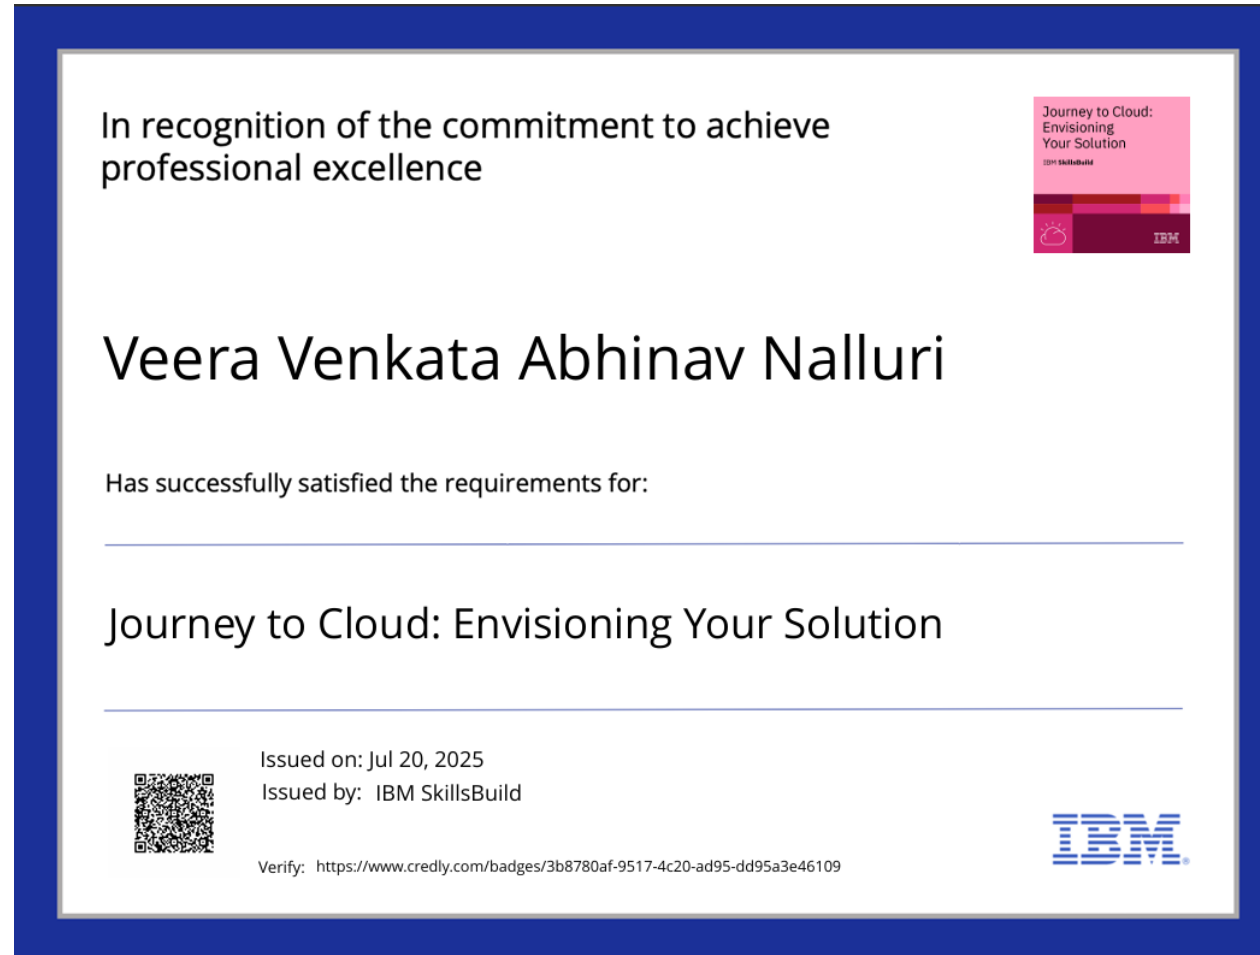 In recognition of the commitment to achieve
professional excellence
Journey to Cloud:
Envisioning
Your Solution
IBM SkillsBuild
IBM
Veera Venkata Abhinav Nalluri
Has successfully satisfied the requirements for:
Journey to Cloud: Envisioning Your Solution
Issued on: Jul 20, 2025
Issued by: IBM SkillsBuild
Verify: https://www.credly.com/badges/3b8780af-9517-4c20-ad95-dd95a3e46109
IBM®